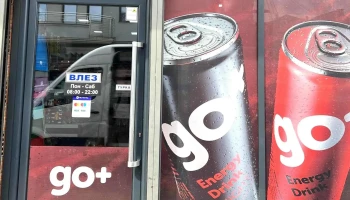 ВЛЕЗ
Пон - Саб
08:00 - 22:00
go+
go+
Energy
Drink
go+
Energy
Drink